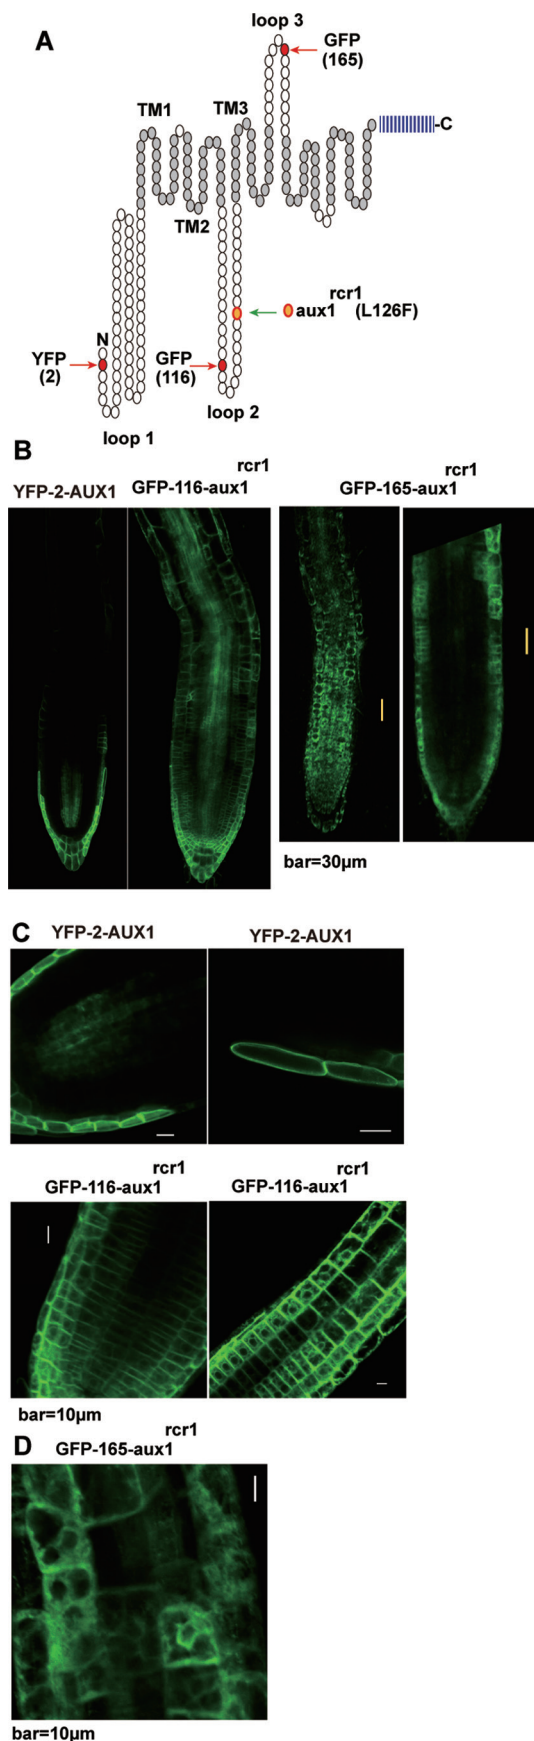 A
loop 3
GFP
(165)
TM1
TM3
-C
TM2
rcr1
aux1 (L126F)
N
YFP
(2)
GFP
(116)
loop 2
loop 1
B
rcr1
rcr1
YFP-2-AUX1
GFP-116-aux1
GFP-165-aux1
bar=30µm
C
YFP-2-AUX1
YFP-2-AUX1
rcr1
rcr1
GFP-116-aux1
GFP-116-aux1
bar=10µm
D
rcr1
GFP-165-aux1
bar=10µm